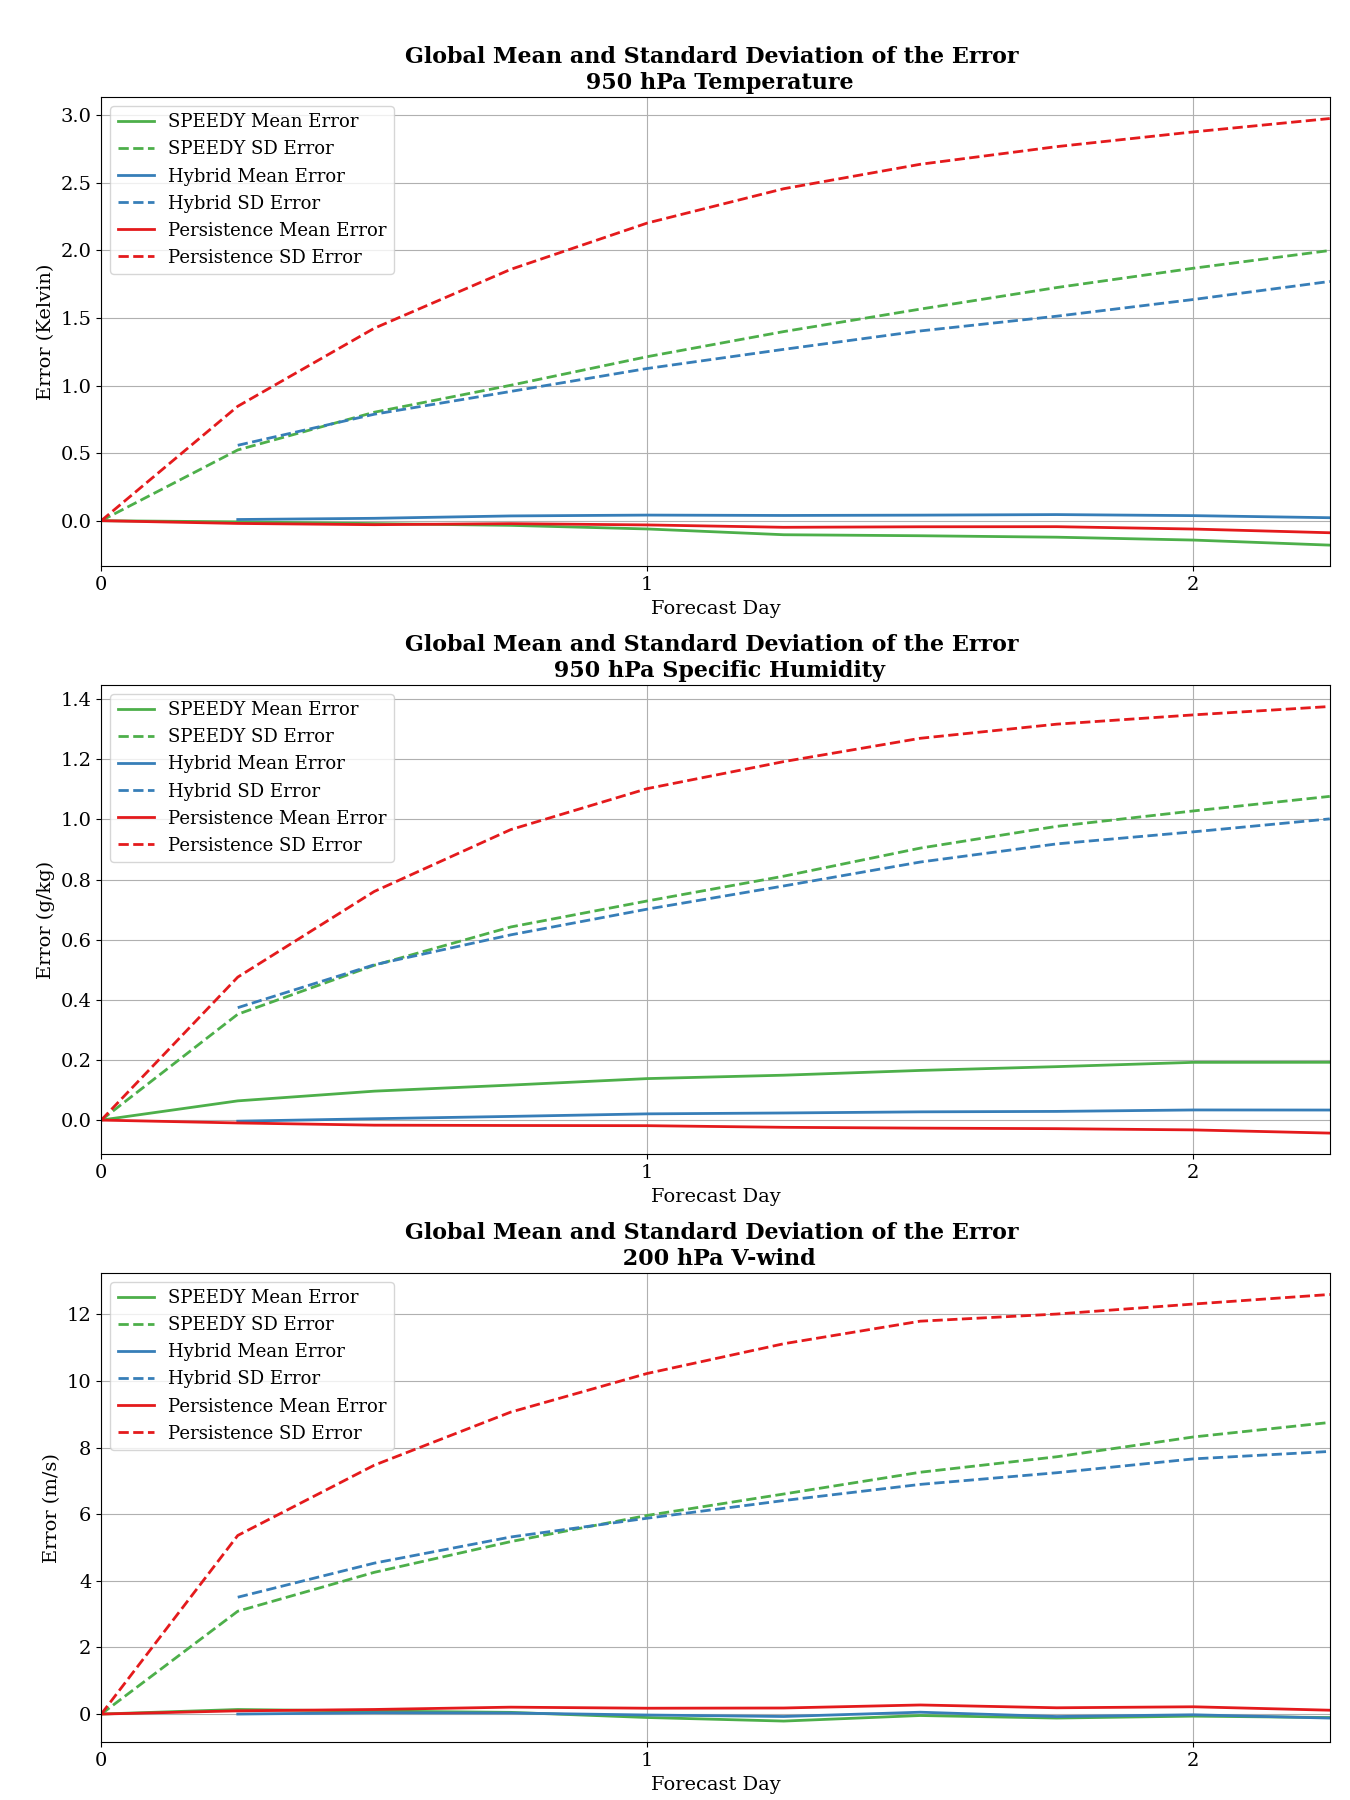 Global Mean and Standard Deviation of the Error
950 hPa Temperature
3.0
2.5
2.0
1.5
1.0
0.5
0.0
Error (Kelvin)
SPEEDY Mean Error
SPEEDY SD Error
Hybrid Mean Error
Hybrid SD Error
Persistence Mean Error
Persistence SD Error
0 1 2
Forecast Day
Global Mean and Standard Deviation of the Error
950 hPa Specific Humidity
1.4
1.2
1.0
0.8
0.6
0.4
0.2
0.0
Error (g/kg)
SPEEDY Mean Error
SPEEDY SD Error
Hybrid Mean Error
Hybrid SD Error
Persistence Mean Error
Persistence SD Error
0 1 2
Forecast Day
Global Mean and Standard Deviation of the Error
200 hPa V-wind
12
10
8
6
4
2
0
Error (m/s)
SPEEDY Mean Error
SPEEDY SD Error
Hybrid Mean Error
Hybrid SD Error
Persistence Mean Error
Persistence SD Error
0 1 2
Forecast Day